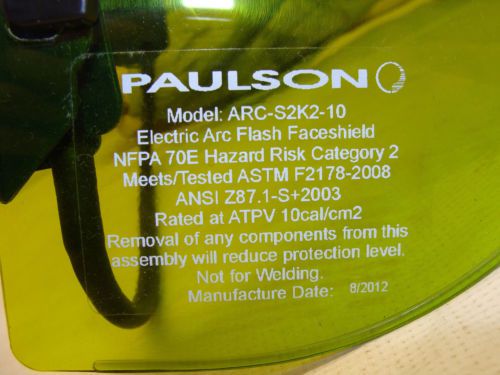 PAULSON
Model: ARC-S2K2-10
Electric Arc Flash Faceshield
NFPA 70E Hazard Risk Category 2
Meets/Tested ASTM F2178-2008
ANSI Z87.1-S+2003
Rated at ATPV 10cal/cm2
Removal of any components from this
assembly will reduce protection level.
Not for Welding.
Manufacture Date: 8/2012